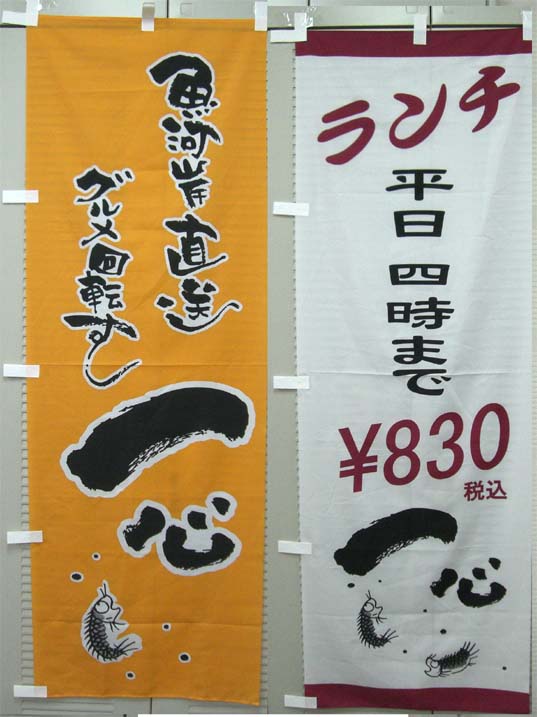 魚河岸直送
グルメ回転すし
一心
ランチ
平日 四時まで
¥830
税込
一心